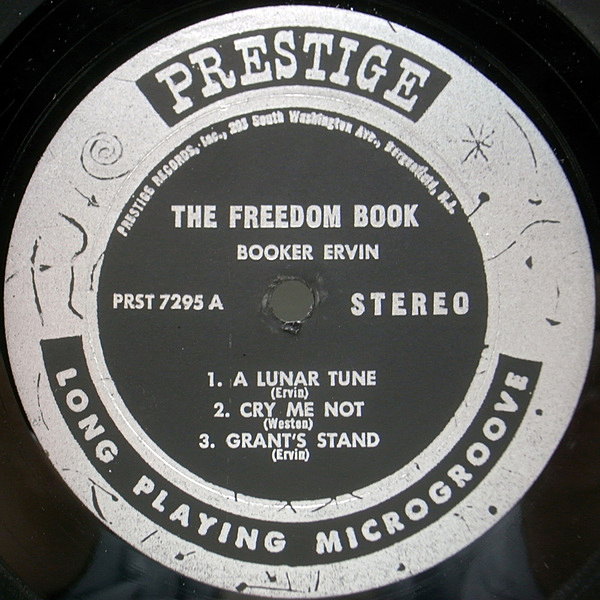 PRESTIGE
PRESTIGE RECORDS, Inc., 203 South Washington Ave., Bergenfield, N.J.
THE FREEDOM BOOK
BOOKER ERVIN
PRST 7295 A
STEREO
1. A LUNAR TUNE
(Ervin)
2. CRY ME NOT
(Weston)
3. GRANT'S STAND
(Ervin)
LONG PLAYING MICROGROOVE